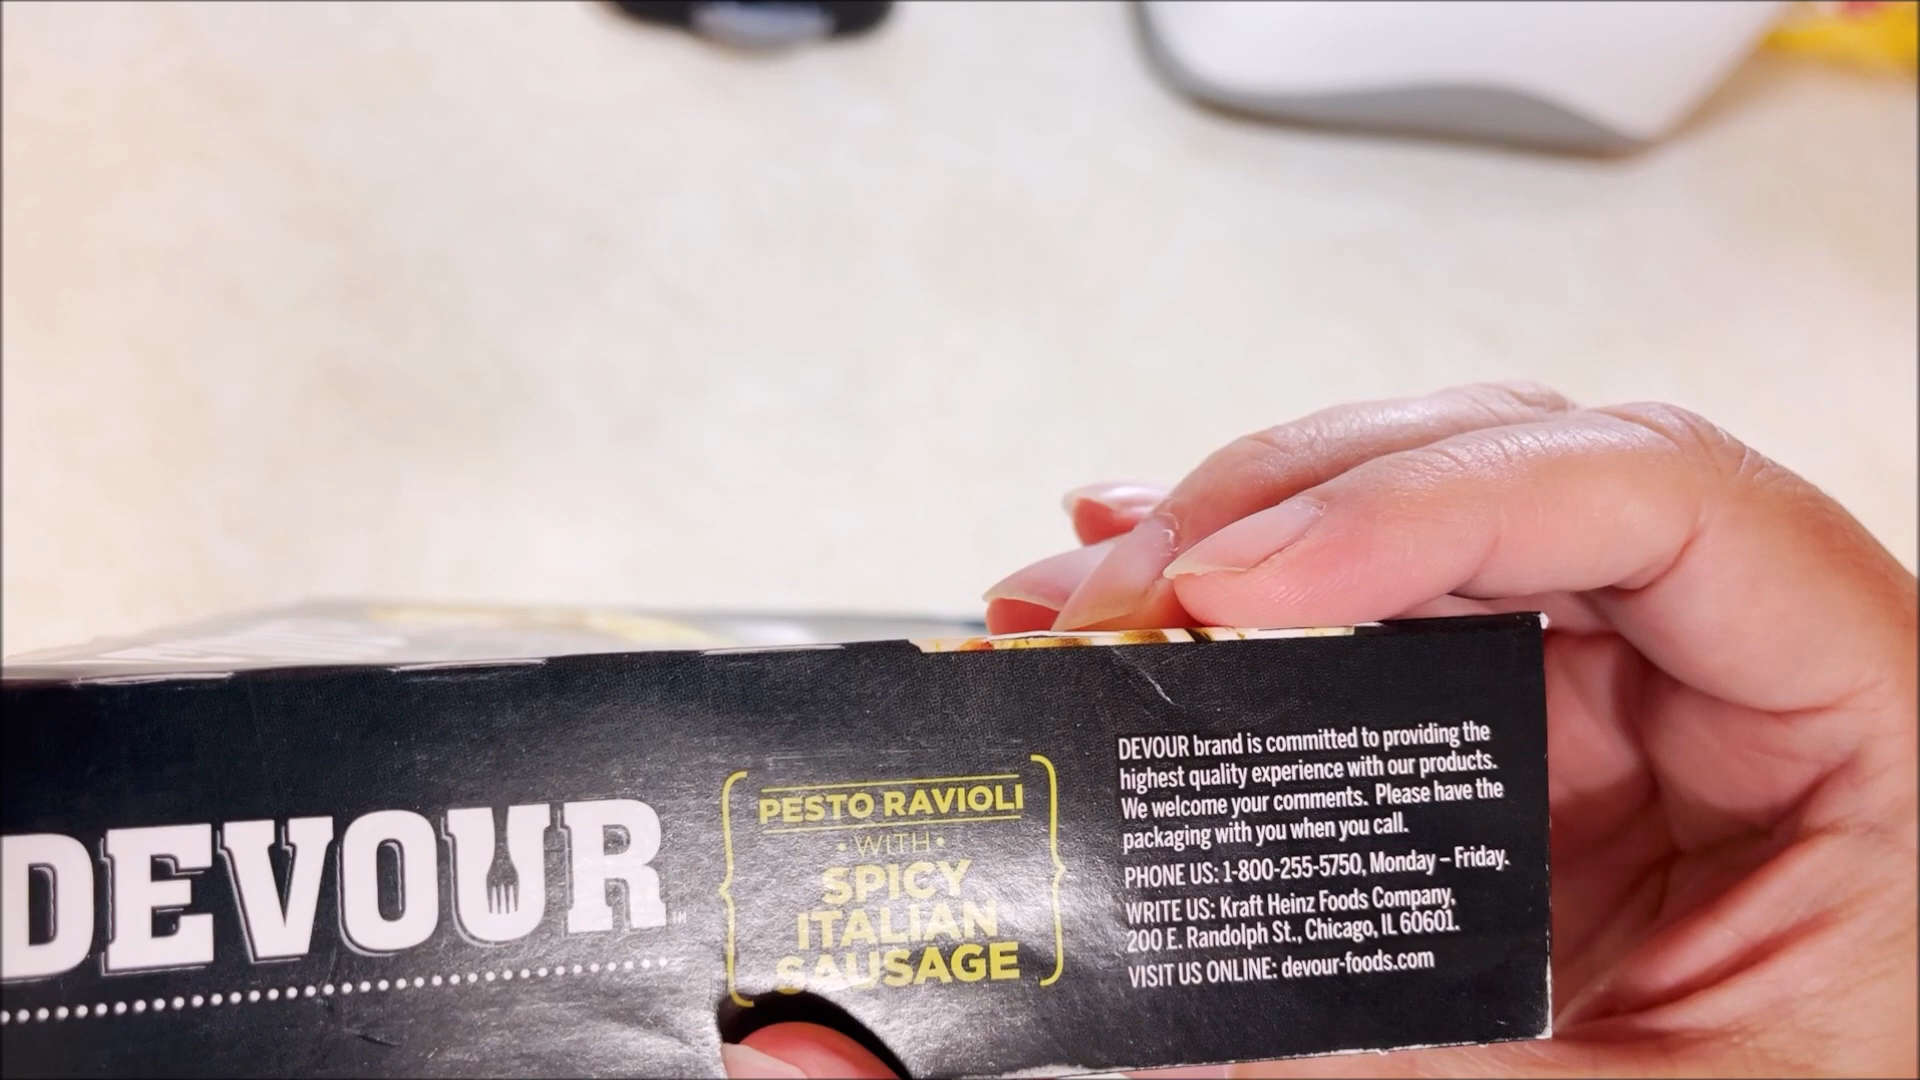 DEVOUR™
PESTO RAVIOLI
·WITH·
SPICY
ITALIAN
SAUSAGE
DEVOUR brand is committed to providing the
highest quality experience with our products.
We welcome your comments. Please have the
packaging with you when you call.
PHONE US: 1-800-255-5750, Monday – Friday.
WRITE US: Kraft Heinz Foods Company,
200 E. Randolph St., Chicago, IL 60601.
VISIT US ONLINE: devour-foods.com